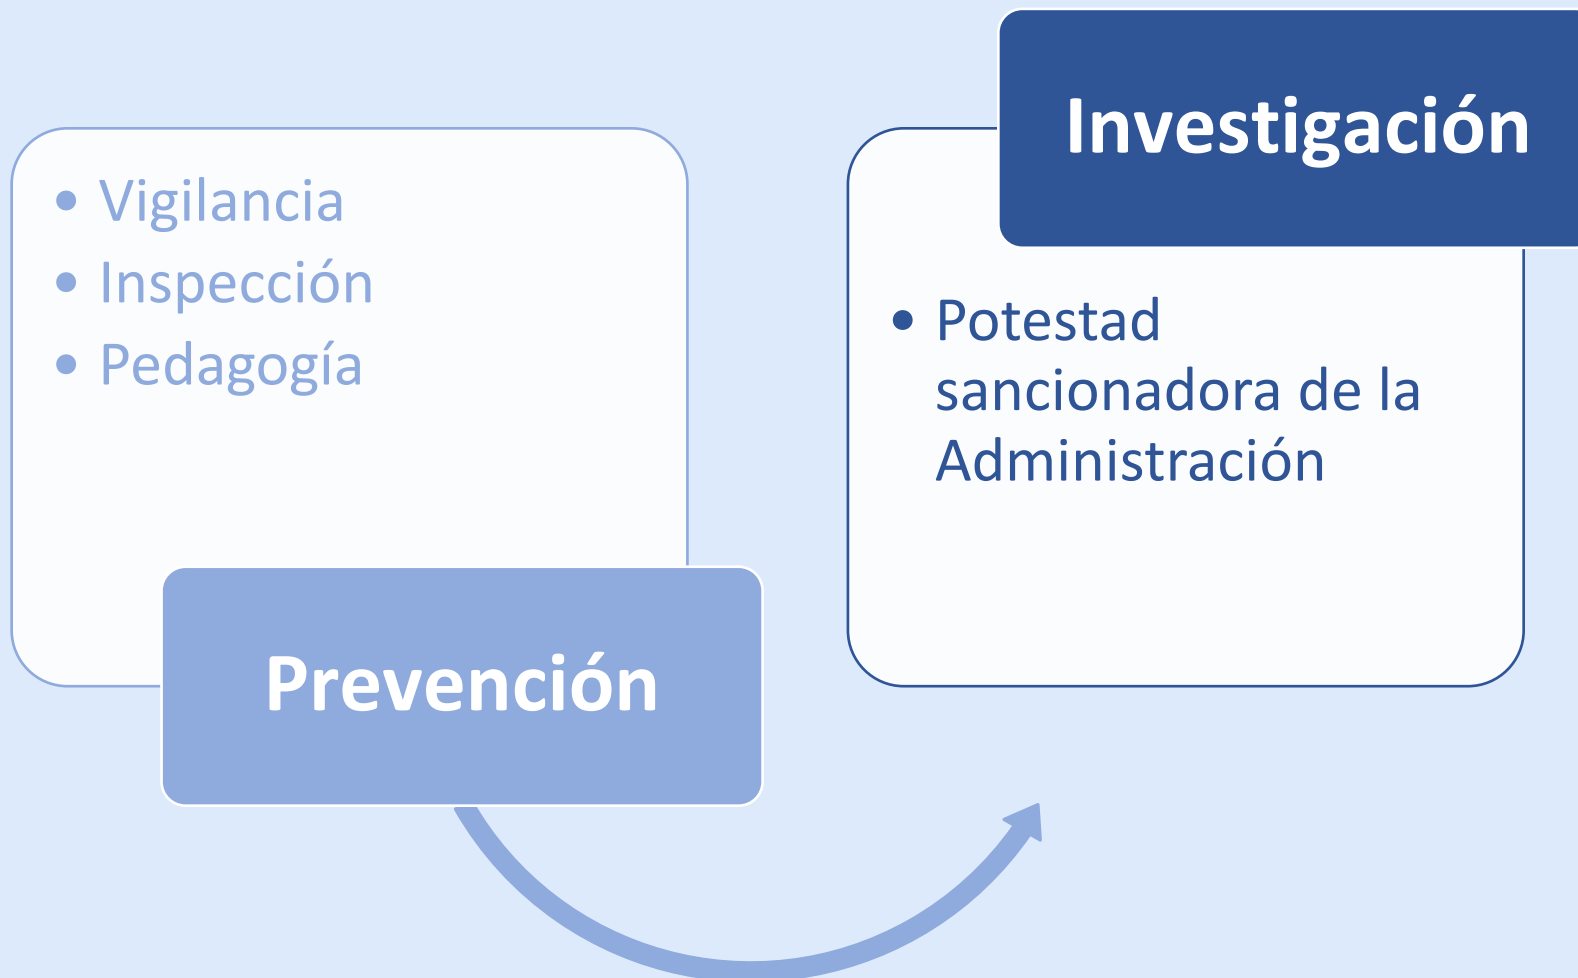 • Vigilancia
• Inspección
• Pedagogía
Prevención
Investigación
• Potestad
sancionadora de la
Administración